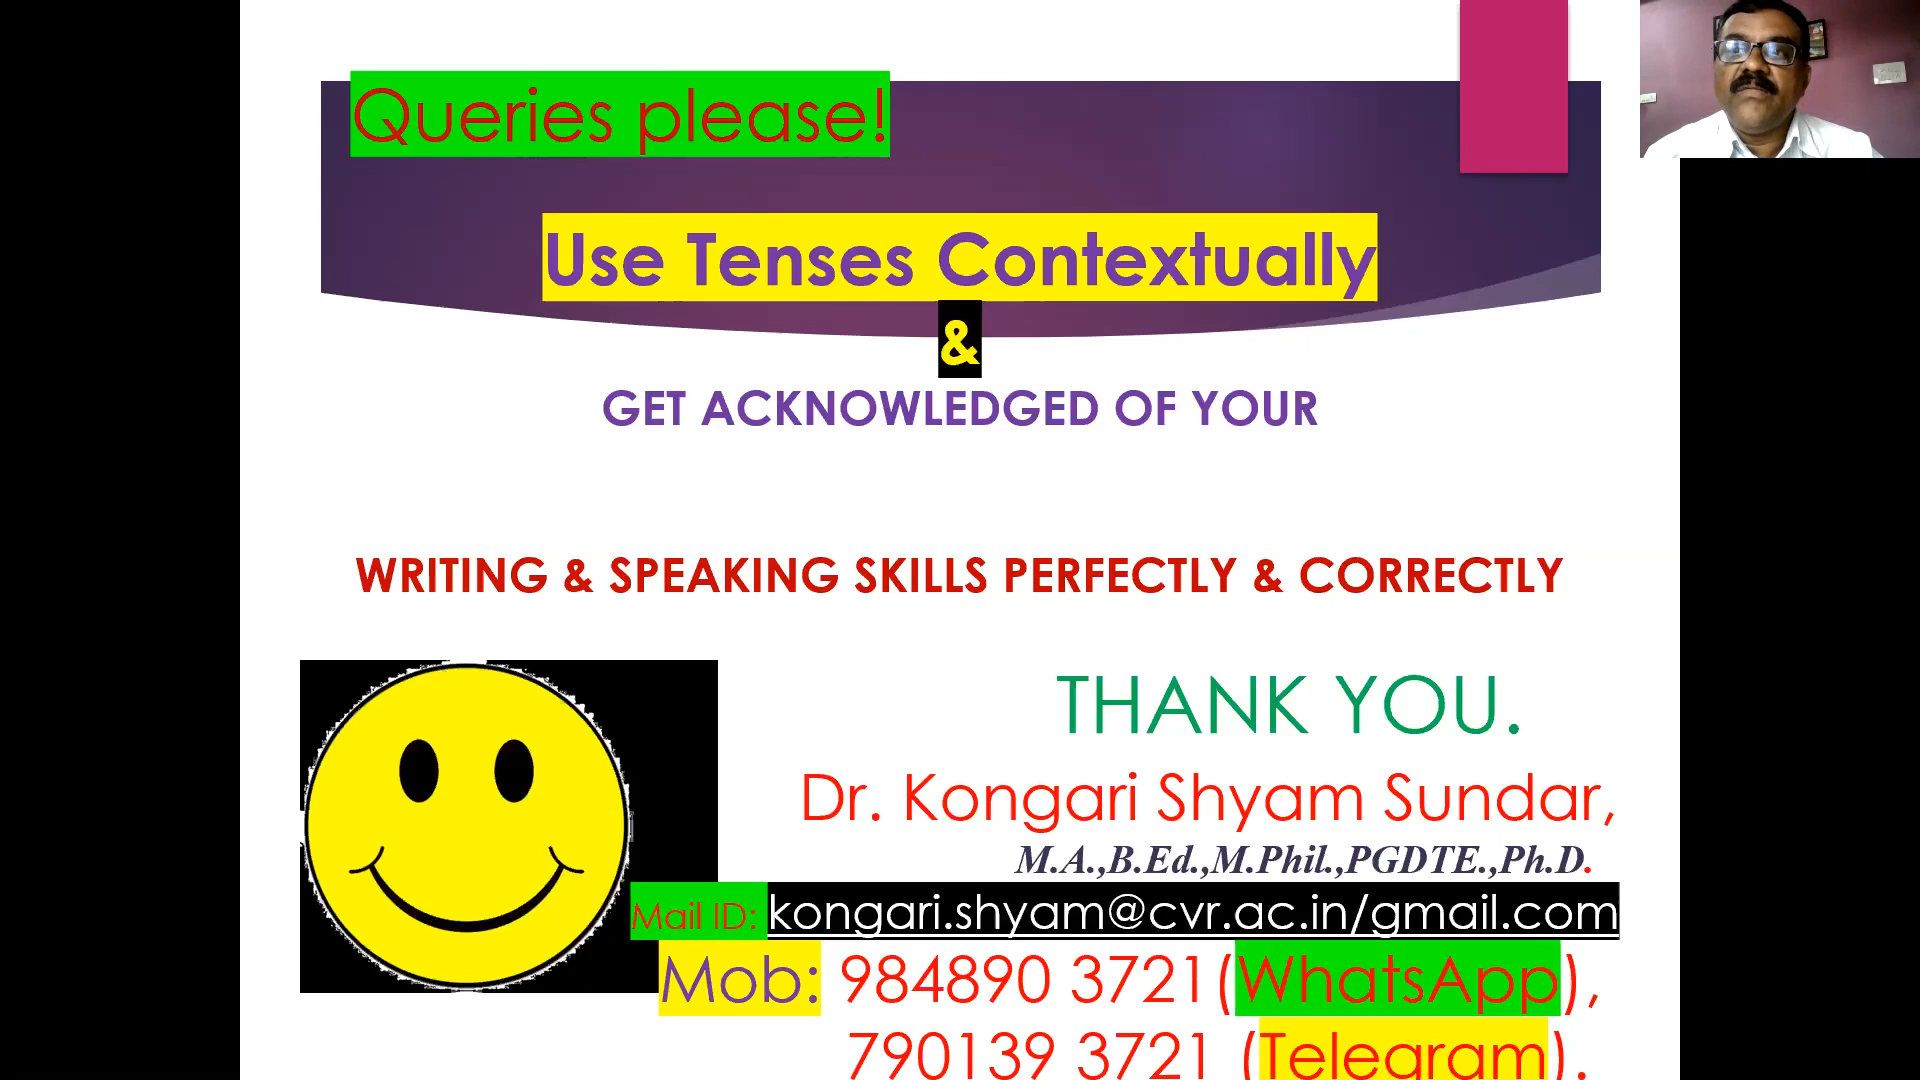 Queries please!
Use Tenses Contextually
&
GET ACKNOWLEDGED OF YOUR
WRITING & SPEAKING SKILLS PERFECTLY & CORRECTLY
THANK YOU.
Dr. Kongari Shyam Sundar,
M.A.,B.Ed.,M.Phil.,PGDTE.,Ph.D.
Mail ID: kongari.shyam@cvr.ac.in/gmail.com
Mob: 984890 3721(WhatsApp),
790139 3721 (Telegram).